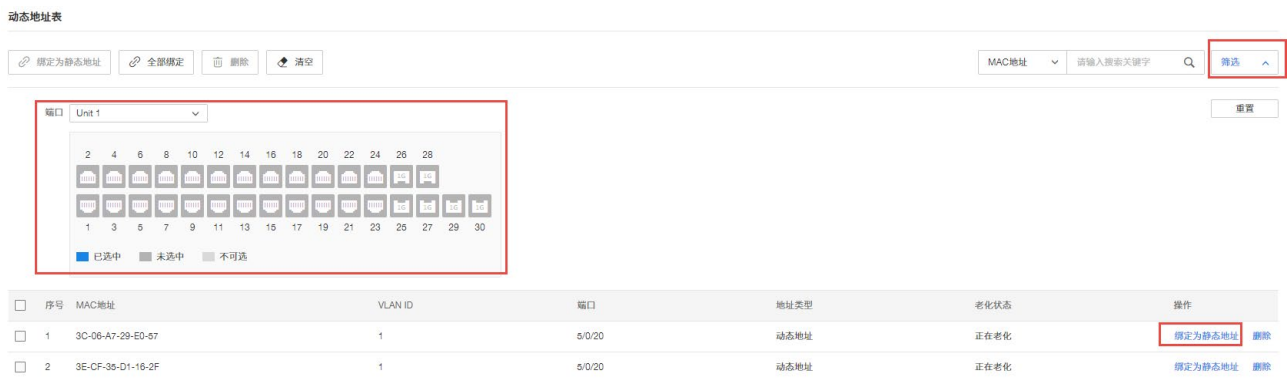 动态地址表
绑定为静态地址 全部绑定 删除 清空 MAC地址 请输入搜索关键字 筛选
端口 Unit 1 重置
2 4 6 8 10 12 14 16 18 20 22 24 26 28
1G 1G
1G 1G 1G 1G
1 3 5 7 9 11 13 15 17 19 21 23 25 27 29 30
已选中 未选中 不可选
序号 MAC地址 VLAN ID 端口 地址类型 老化状态 操作
1 3C-06-A7-29-E0-57 1 5/0/20 动态地址 正在老化 绑定为静态地址 删除
2 3E-CF-35-D1-16-2F 1 5/0/20 动态地址 正在老化 绑定为静态地址 删除